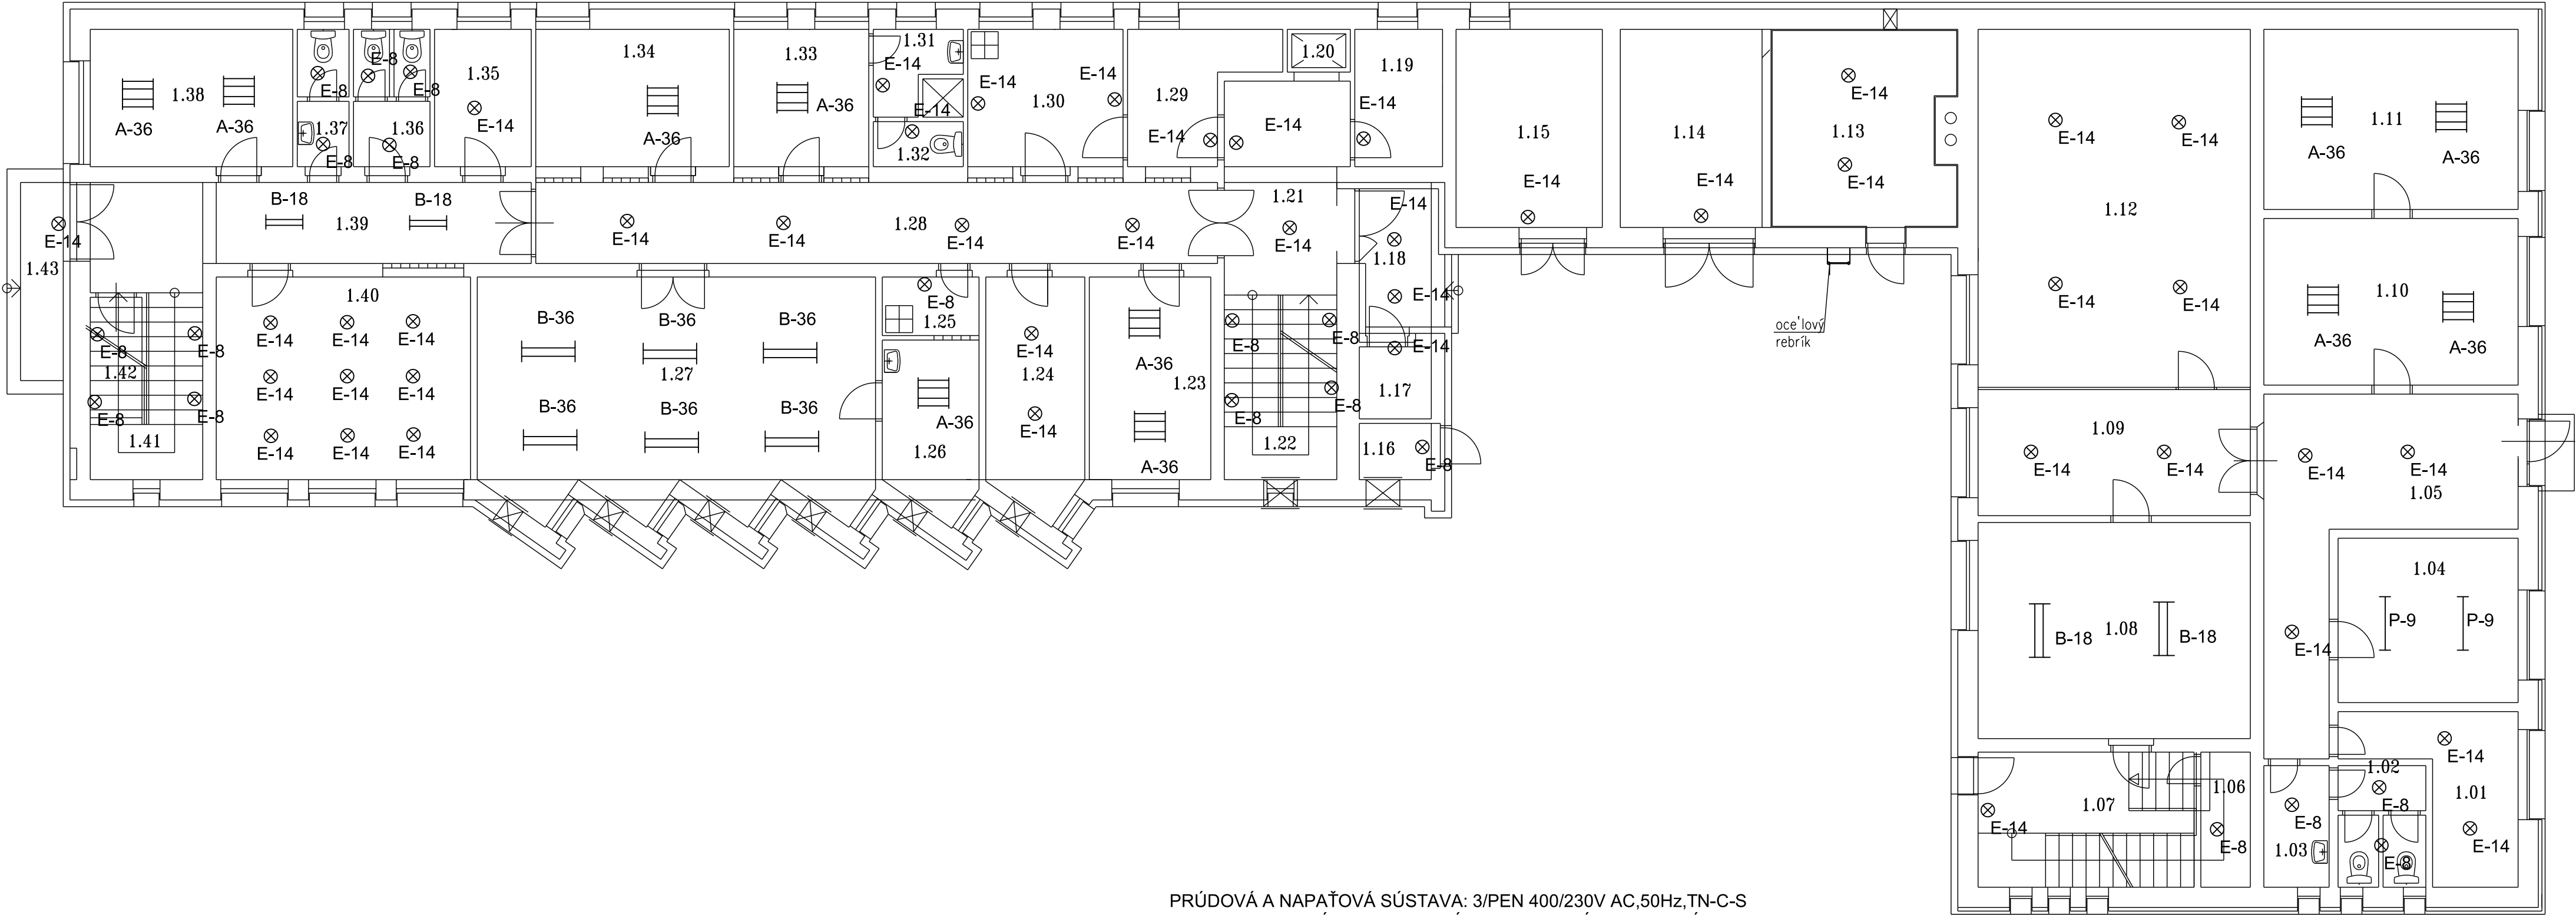 1.31
1.34
1.33
1.20
1.35
1.19
1.38
E-8
E-14
E-14
E-14
1.29
1.30
E-14
E-8
E-8
A-36
E-14
E-14
E-14
1.11
A-36
A-36
1.37
1.36
E-14
A-36
E-14
E-14
1.15
1.14
1.13
E-14
E-14
E-8
E-8
1.32
A-36
A-36
E-14
E-14
E-14
B-18
B-18
1.39
1.28
1.21
E-14
1.12
E-14
E-14
E-14
E-14
E-14
E-14
1.43
1.18
1.40
E-8
E-14
E-14
E-14
1.10
B-36
B-36
B-36
1.25
oce'lový
rebrík
E-14
E-14
E-14
E-8
E-8
E-14
E-8
E-8
E-14
A-36
A-36
1.42
1.27
1.24
A-36
1.23
1.17
E-14
E-14
E-14
B-36
B-36
B-36
E-8
E-8
E-8
E-8
A-36
E-14
1.41
1.26
1.22
1.16
1.09
E-14
E-14
E-14
A-36
E-8
E-14
E-14
E-14
E-14
1.05
1.04
B-18
1.08
B-18
E-14
P-9
P-9
E-14
1.02
1.07
1.06
1.01
E-14
E-8
E-8
E-8
1.03
E-8
E-14
PRÚDOVÁ A NAPAŤOVÁ SÚSTAVA: 3/PEN 400/230V AC,50Hz,TN-C-S